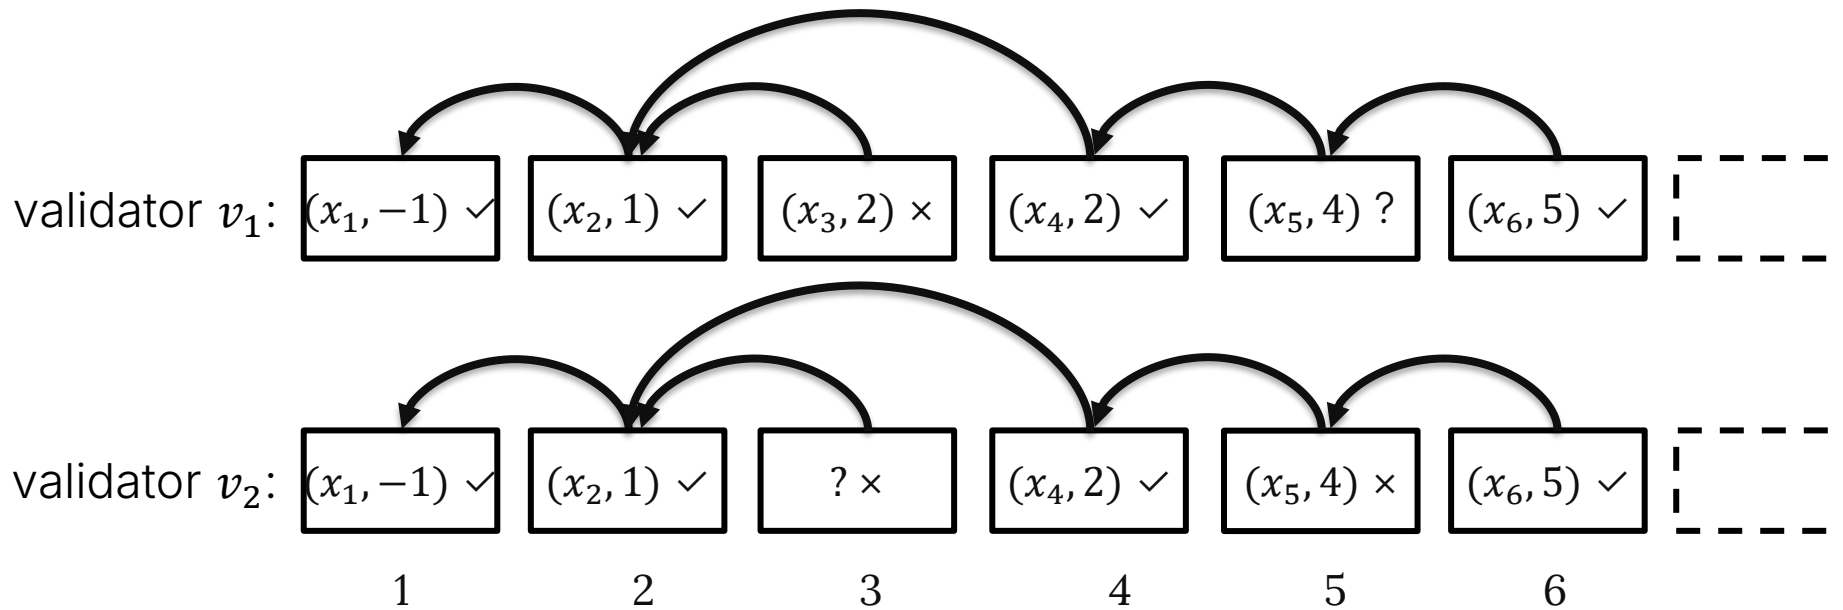 validator v₁: (x₁, −1) ✓ (x₂, 1) ✓ (x₃, 2) × (x₄, 2) ✓ (x₅, 4) ? (x₆, 5) ✓
validator v₂: (x₁, −1) ✓ (x₂, 1) ✓ ? × (x₄, 2) ✓ (x₅, 4) × (x₆, 5) ✓
1 2 3 4 5 6